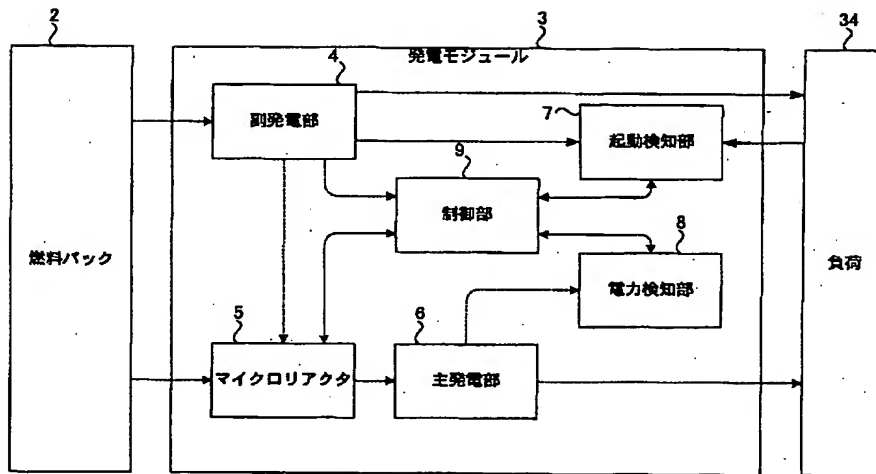 2
3
34
発電モジュール
4
副発電部
7
起動検知部
9
制御部
8
電力検知部
燃料パック
負荷
5
マイクロリアクタ
6
主発電部